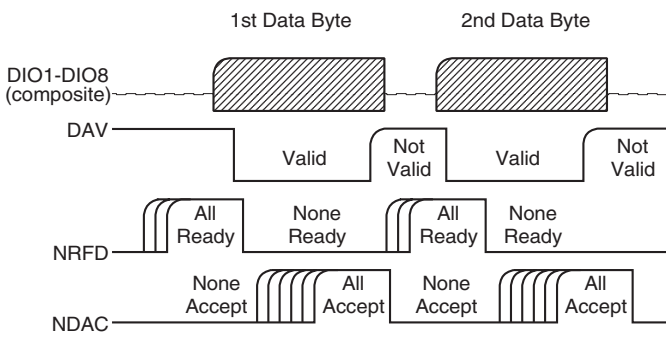 1st Data Byte 2nd Data Byte
DIO1-DIO8
(composite)
DAV
Valid
Not
Valid
Valid
Not
Valid
All
Ready
None
Ready
All
Ready
None
Ready
NRFD
None
Accept
All
Accept
None
Accept
All
Accept
NDAC